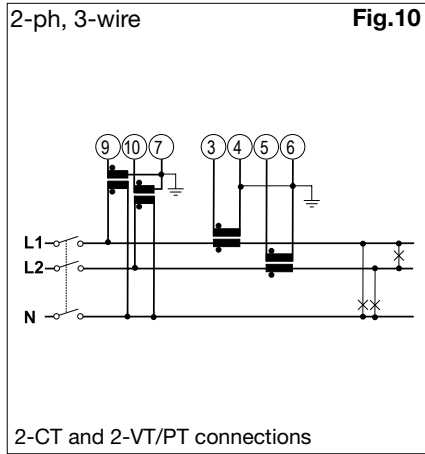 2-ph, 3-wire Fig.10
9 10 7 3 4 5 6
L1
L2
N
2-CT and 2-VT/PT connections